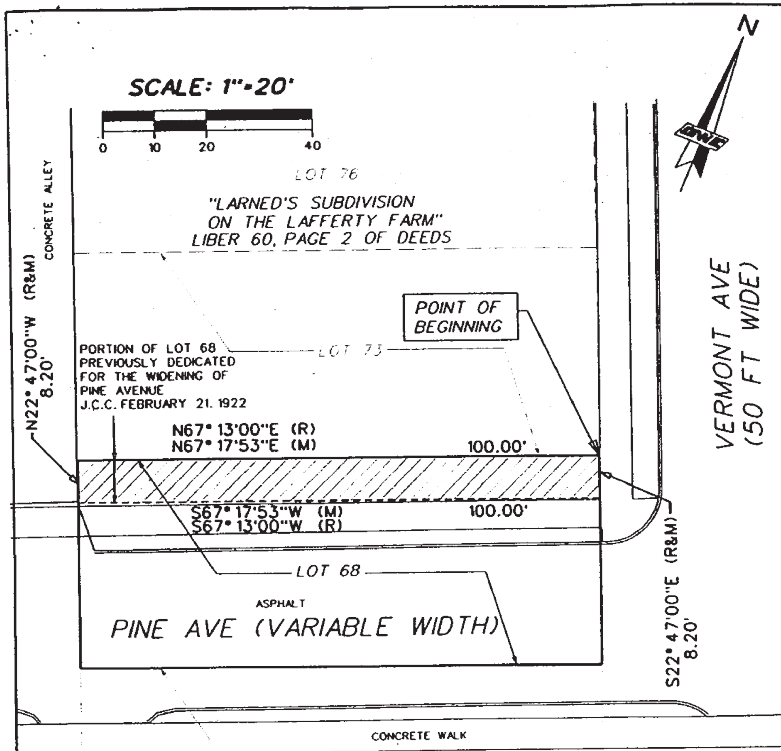 N
SCALE: 1"=20'
0 10 20 40
CONCRETE ALLEY
LOT 76
"LARNED'S SUBDIVISION
ON THE LAFFERTY FARM"
LIBER 60, PAGE 2 OF DEEDS
N22°47'00"W (R&M)
8.20'
POINT OF
BEGINNING
VERMONT AVE
(50 FT WIDE)
PORTION OF LOT 68
PREVIOUSLY DEDICATED
FOR THE WIDENING OF
PINE AVENUE
J.C.C. FEBRUARY 21, 1922
LOT 73
N67°13'00"E (R)
N67°17'53"E (M) 100.00'
S67°17'53"W (M) 100.00'
S67°13'00"W (R)
S22°47'00"E (R&M)
8.20'
LOT 68
ASPHALT
PINE AVE (VARIABLE WIDTH)
CONCRETE WALK